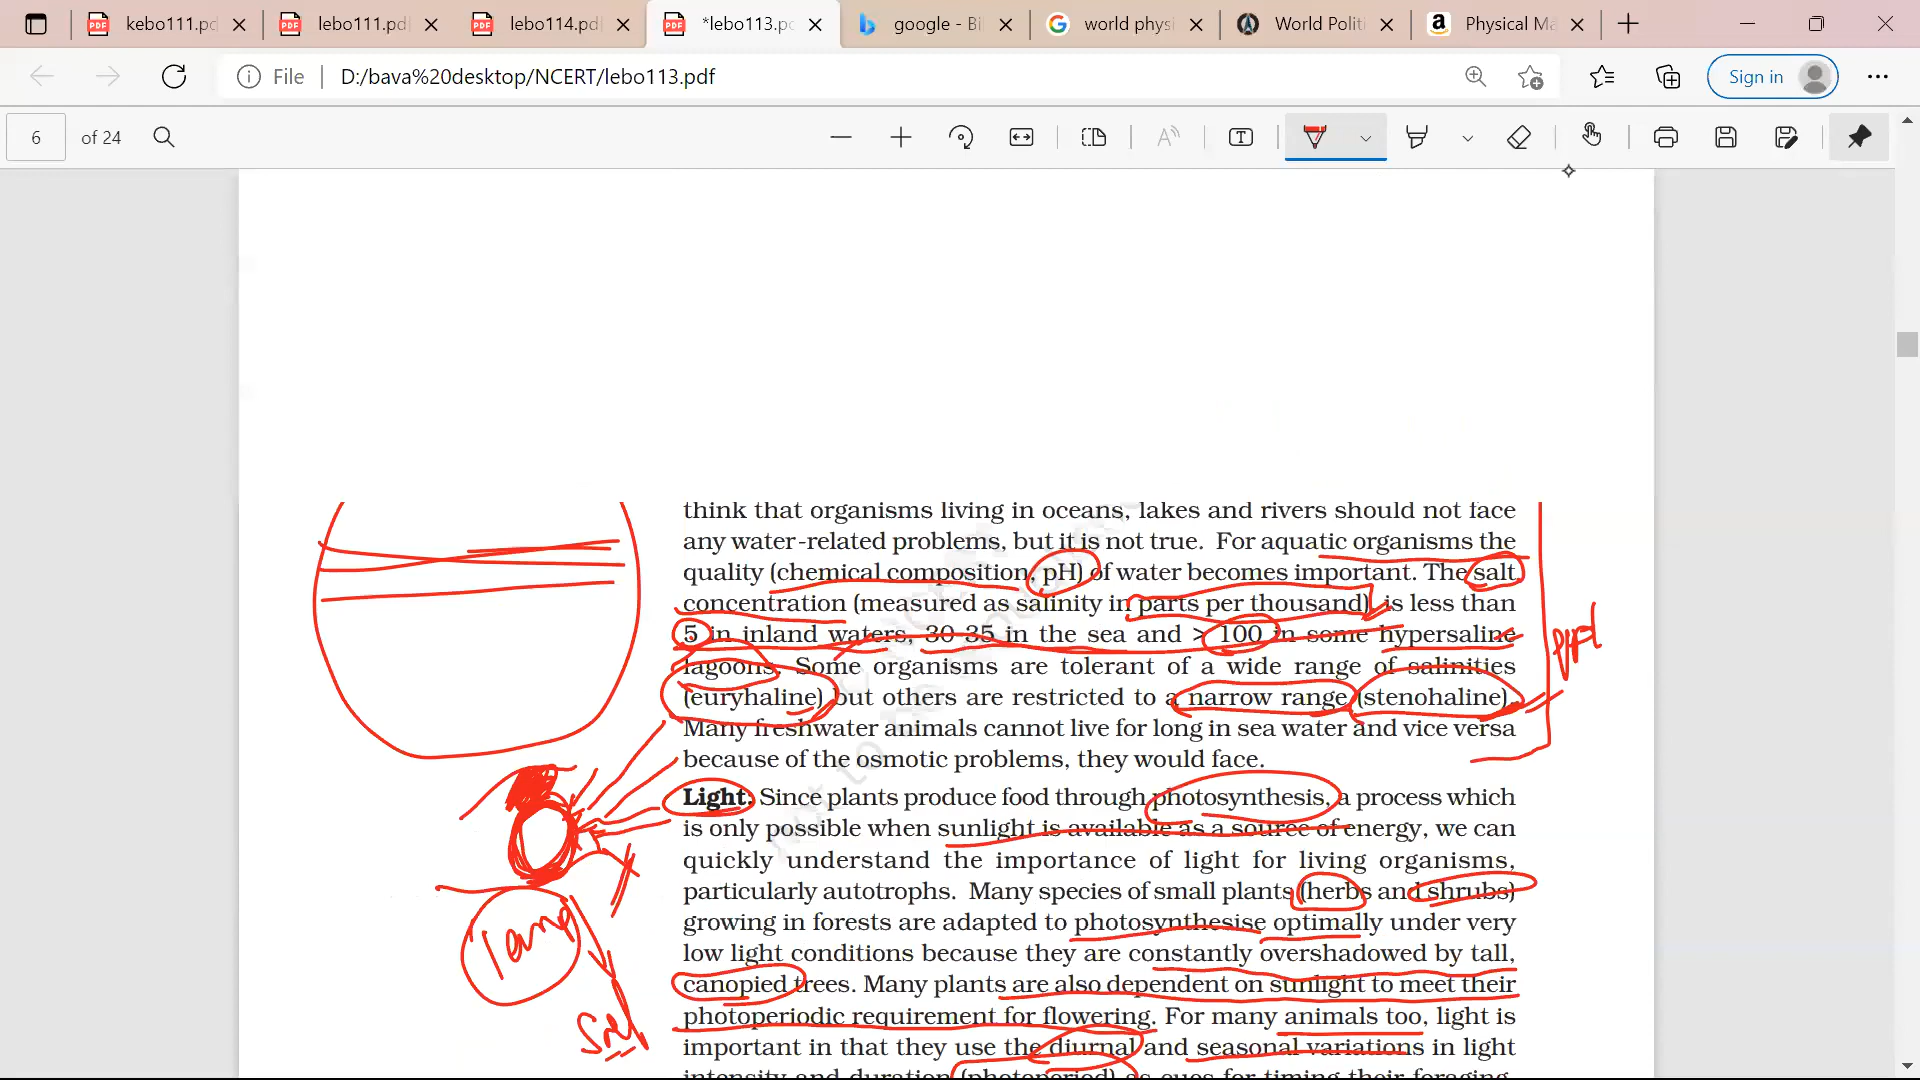 kebo111.pd
lebo111.pd
lebo114.pd
*lebo113.pd
google - Bi
world physi
World Politi
Physical Ma
File
D:/bava%20desktop/NCERT/lebo113.pdf
Sign in
6 of 24
think that organisms living in oceans, lakes and rivers should not face
any water-related problems, but it is not true. For aquatic organisms the
quality (chemical composition, pH) of water becomes important. The salt
concentration (measured as salinity in parts per thousand), is less than
5 in inland waters, 30-35 in the sea and > 100 in some hypersaline
lagoons. Some organisms are tolerant of a wide range of salinities
(euryhaline) but others are restricted to a narrow range (stenohaline).
Many freshwater animals cannot live for long in sea water and vice versa
because of the osmotic problems, they would face.
Light. Since plants produce food through photosynthesis, a process which
is only possible when sunlight is available as a source of energy, we can
quickly understand the importance of light for living organisms,
particularly autotrophs. Many species of small plants (herbs and shrubs)
growing in forests are adapted to photosynthesise optimally under very
low light conditions because they are constantly overshadowed by tall,
canopied trees. Many plants are also dependent on sunlight to meet their
photoperiodic requirement for flowering. For many animals too, light is
important in that they use the diurnal and seasonal variations in light
intensity and duration (photoperiod) as cues for timing their foraging,